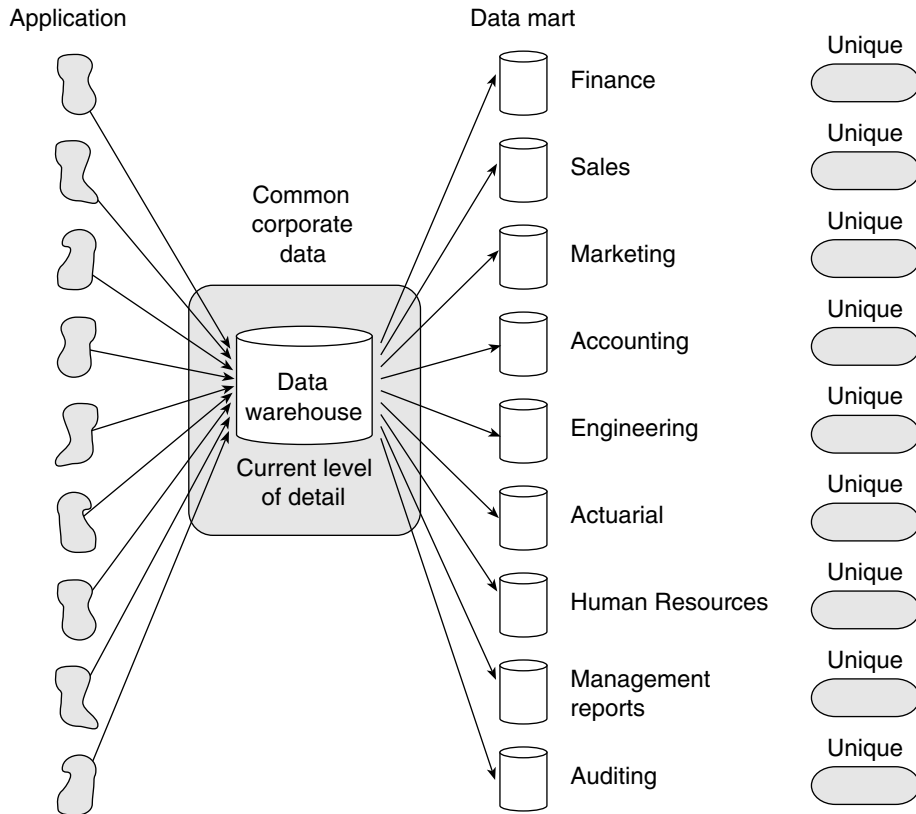 Application
Data mart
Unique
Finance
Unique
Sales
Unique
Common
corporate
data
Marketing
Unique
Accounting
Unique
Data
warehouse
Current level
of detail
Engineering
Unique
Actuarial
Unique
Human Resources
Unique
Management
reports
Unique
Auditing
Unique